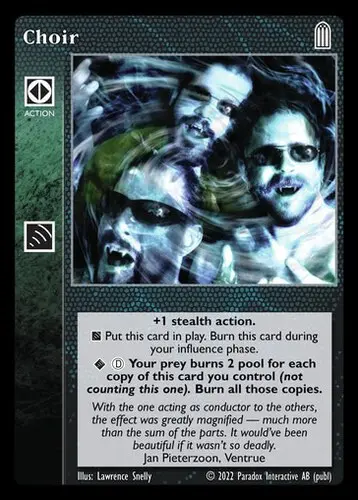 Choir
ACTION
+1 stealth action.
Put this card in play. Burn this card during
your influence phase.
D Your prey burns 2 pool for each
copy of this card you control (not
counting this one). Burn all those copies.
With the one acting as conductor to the others,
the effect was greatly magnified — much more
than the sum of the parts. It would've been
beautiful if it wasn't so deadly.
Jan Pieterzoon, Ventrue
Illus: Lawrence Snelly
© 2022 Paradox Interactive AB (publ)